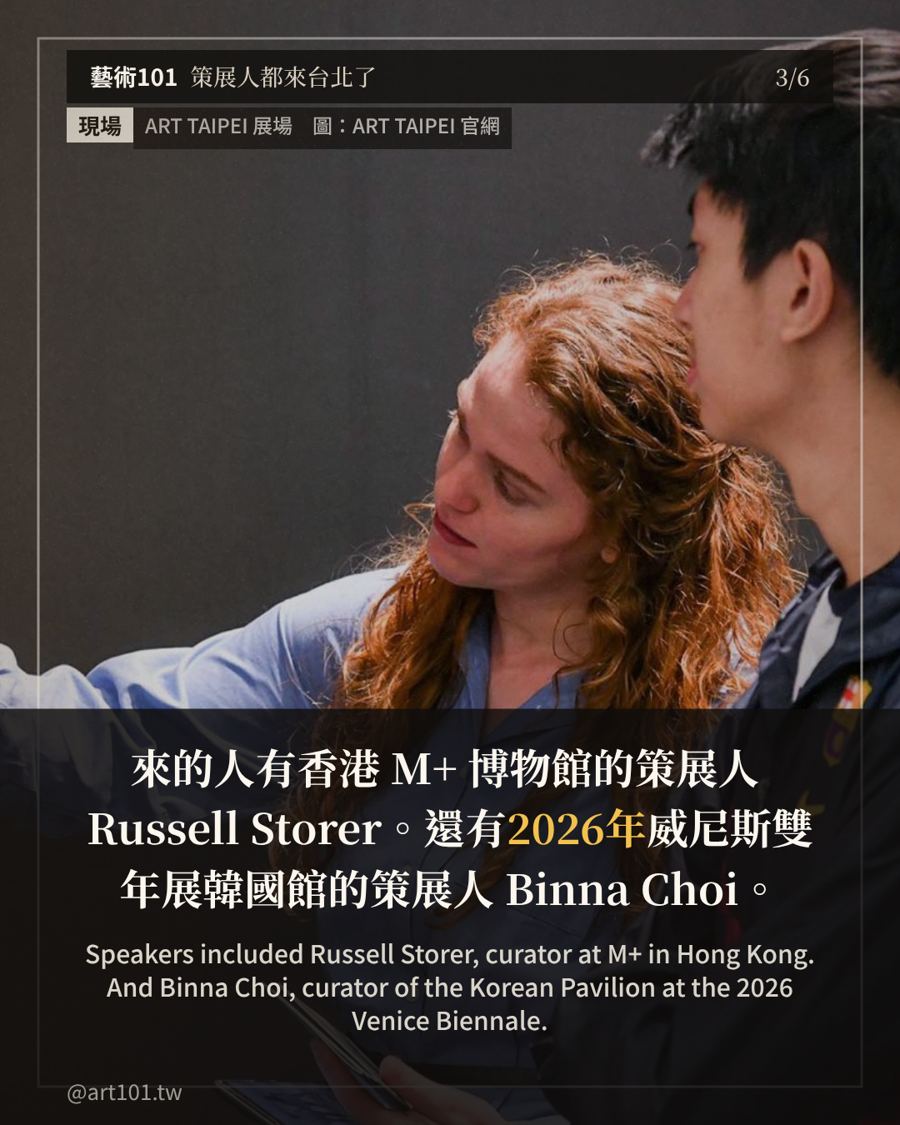 藝術101 策展人都來台北了 3/6
現場 ART TAIPEI 展場 圖：ART TAIPEI 官網
來的人有香港 M+ 博物館的策展人
Russell Storer。還有2026年威尼斯雙
年展韓國館的策展人 Binna Choi。
Speakers included Russell Storer, curator at M+ in Hong Kong.
And Binna Choi, curator of the Korean Pavilion at the 2026
Venice Biennale.
@art101.tw